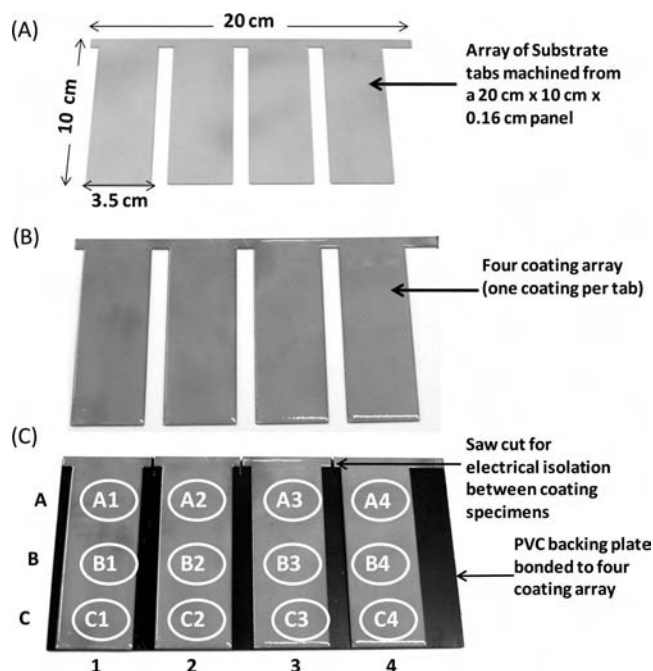 (A)
20 cm
10 cm
3.5 cm
Array of Substrate
tabs machined from
a 20 cm x 10 cm x
0.16 cm panel
(B)
Four coating array
(one coating per tab)
(C)
Saw cut for
electrical isolation
between coating
specimens
PVC backing plate
bonded to four
coating array
A
A1 A2 A3 A4
B
B1 B2 B3 B4
C
C1 C2 C3 C4
1 2 3 4